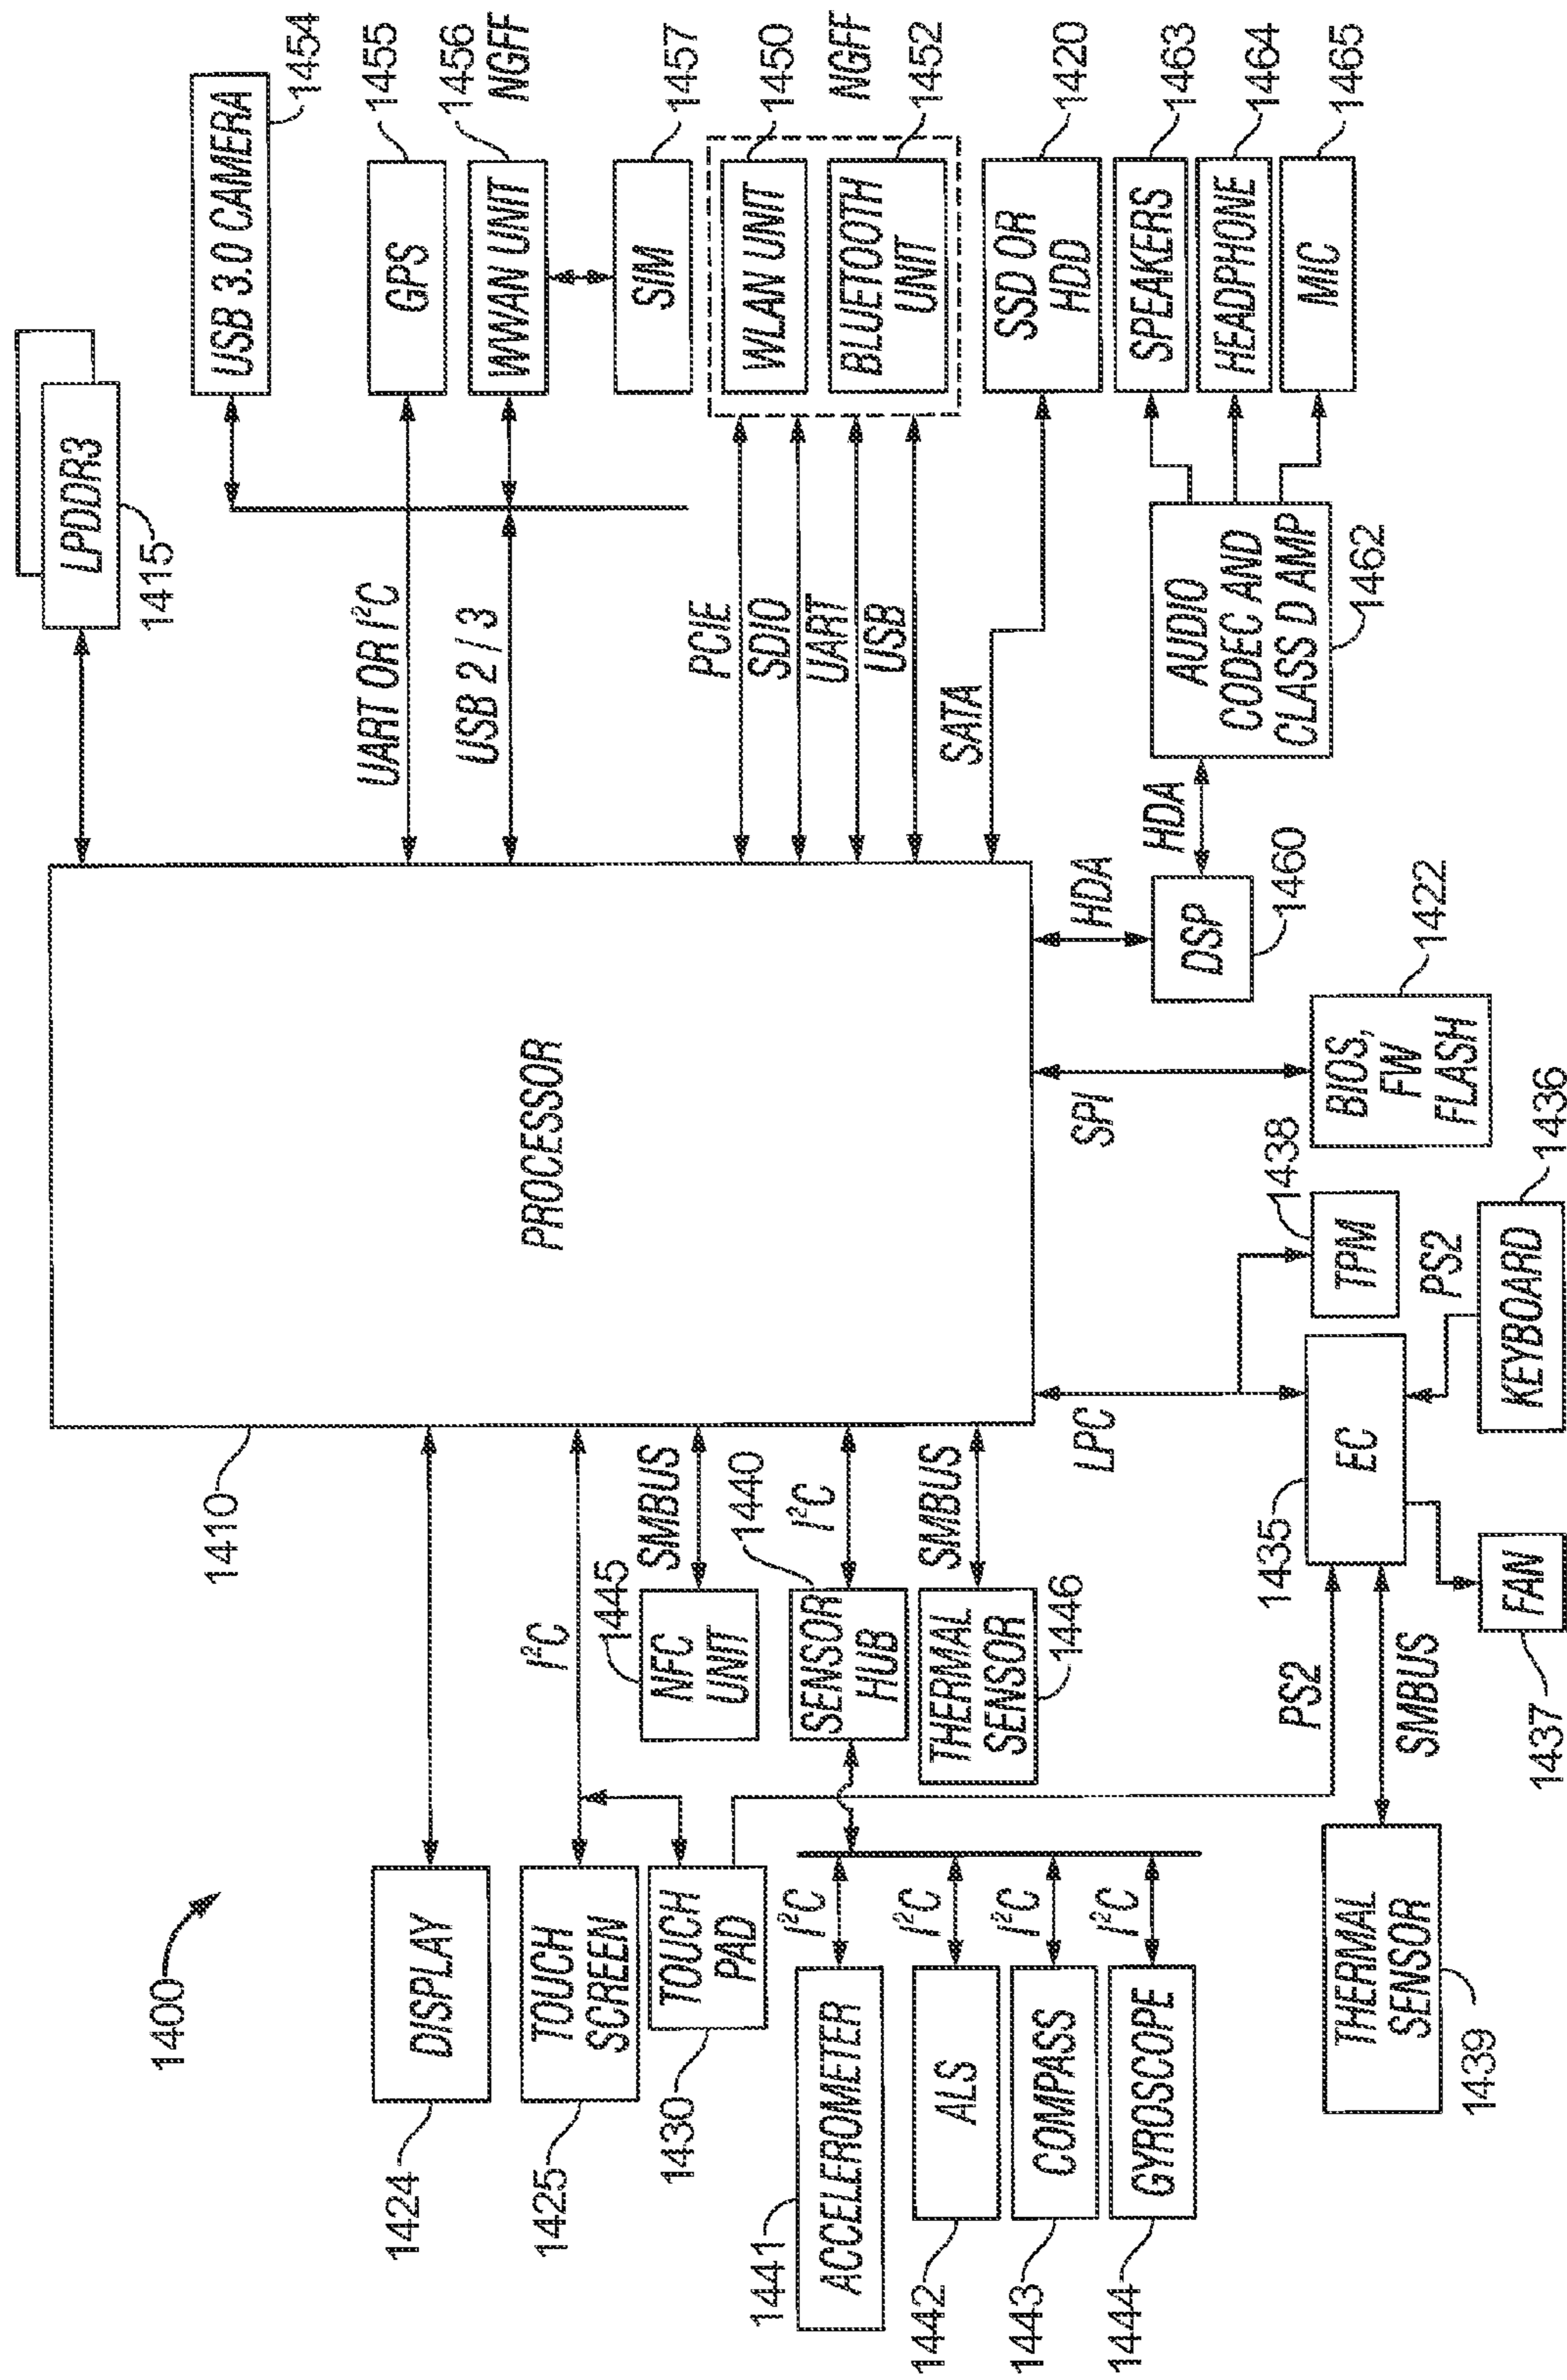 1400
1410
PROCESSOR
LPDDR3
1415
USB 3.0 CAMERA
1454
UART OR I²C
GPS
1455
USB 2 / 3
WWAN UNIT
1456
NGFF
SIM
1457
PCIE
SDIO
UART
USB
WLAN UNIT
1450
NGFF
BLUETOOTH
UNIT
1452
SATA
SSD OR
HDD
1420
SPEAKERS
1463
HEADPHONE
1464
MIC
1465
AUDIO
CODEC AND
CLASS D AMP
1462
HDA
HDA
DSP
1460
SPI
BIOS,
FW
FLASH
1422
1438
TPM
PS2
KEYBOARD
1436
LPC
EC
1435
FAN
1437
DISPLAY
1424
I²C
TOUCH
SCREEN
1425
TOUCH
PAD
1430
1445
SMBUS
NFC
UNIT
1440
I²C
SENSOR
HUB
SMBUS
THERMAL
SENSOR
1446
I²C
ACCELEROMETER
1441
I²C
ALS
1442
I²C
COMPASS
1443
I²C
GYROSCOPE
1444
PS2
SMBUS
THERMAL
SENSOR
1439